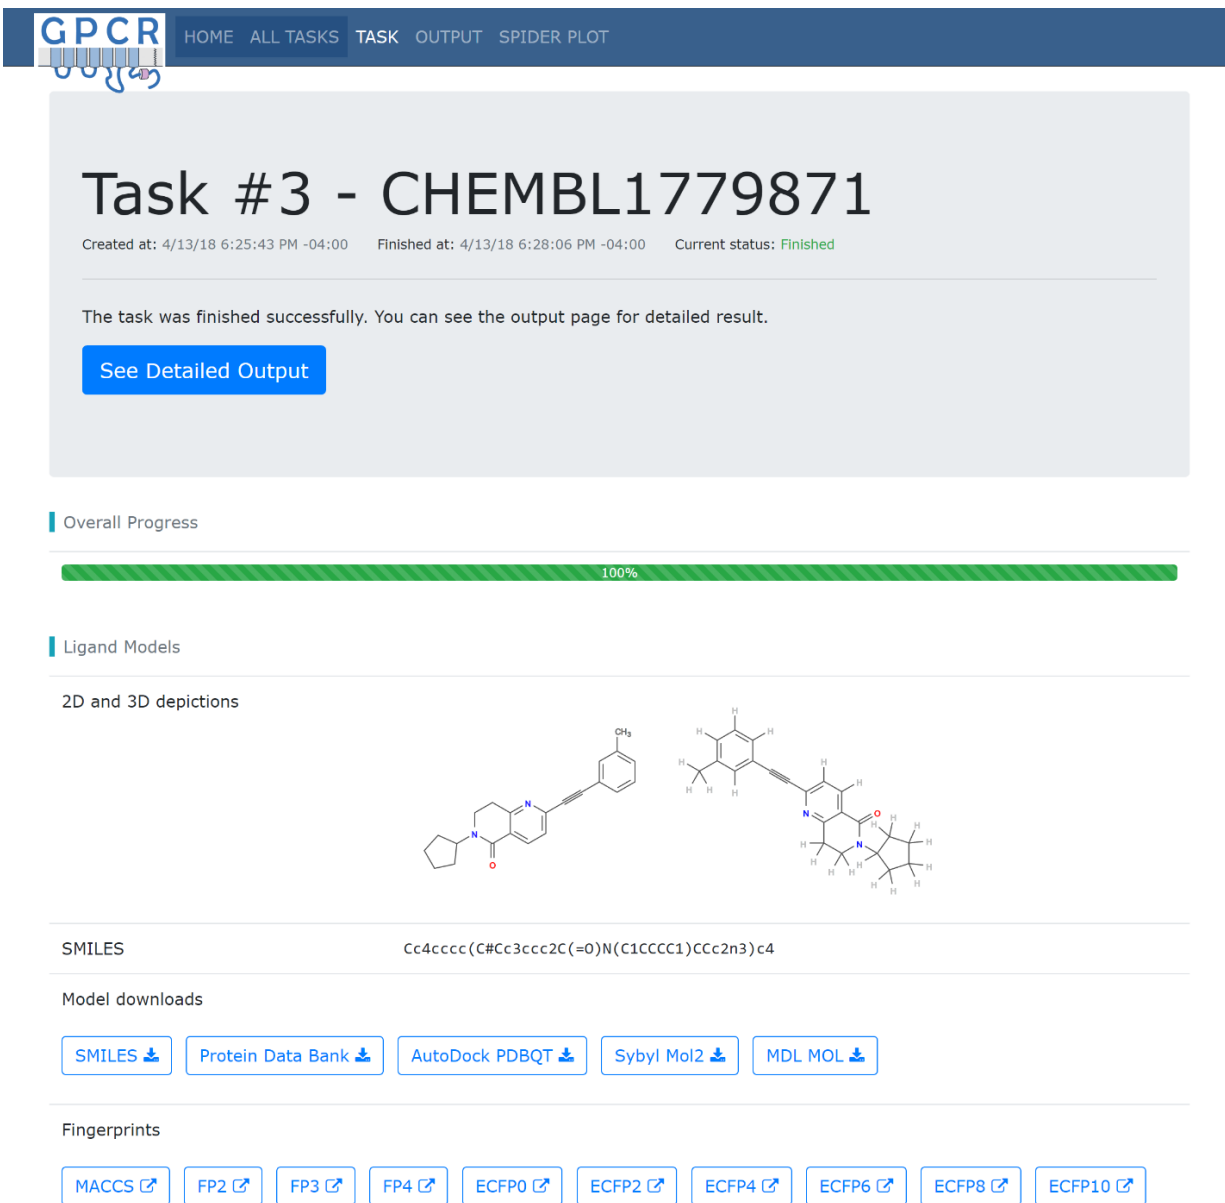 GPCR HOME ALL TASKS TASK OUTPUT SPIDER PLOT
Task #3 - CHEMBL1779871
Created at: 4/13/18 6:25:43 PM -04:00 Finished at: 4/13/18 6:28:06 PM -04:00 Current status: Finished
The task was finished successfully. You can see the output page for detailed result.
See Detailed Output
Overall Progress
100%
Ligand Models
2D and 3D depictions
CH3
N
N
O
H
H
H
H
H
H
H
H
H
N
O
N
H
H
H
H
H
H
H
H
H
H
H
H
H
SMILES Cc4cccc(C#Cc3ccc2C(=O)N(C1CCCC1)CCc2n3)c4
Model downloads
SMILES Protein Data Bank AutoDock PDBQT Sybyl Mol2 MDL MOL
Fingerprints
MACCS FP2 FP3 FP4 ECFP0 ECFP2 ECFP4 ECFP6 ECFP8 ECFP10